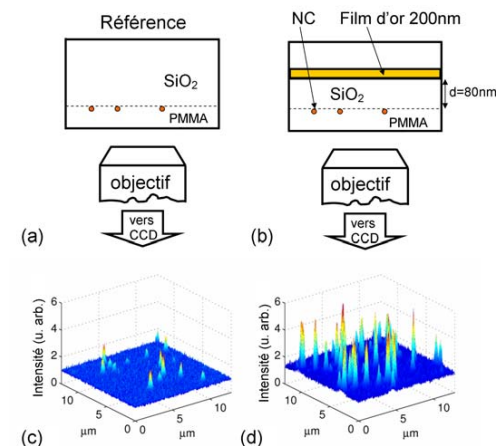 Référence
SiO2
PMMA
objectif
vers
CCD
(a)
NC
Film d'or 200nm
SiO2
d=80nm
PMMA
objectif
vers
CCD
(b)
Intensité (u. arb.)
6
4
2
0
10
5
0
µm
0
5
10
µm
(c)
Intensité (u. arb.)
6
4
2
0
10
5
0
µm
0
5
10
µm
(d)